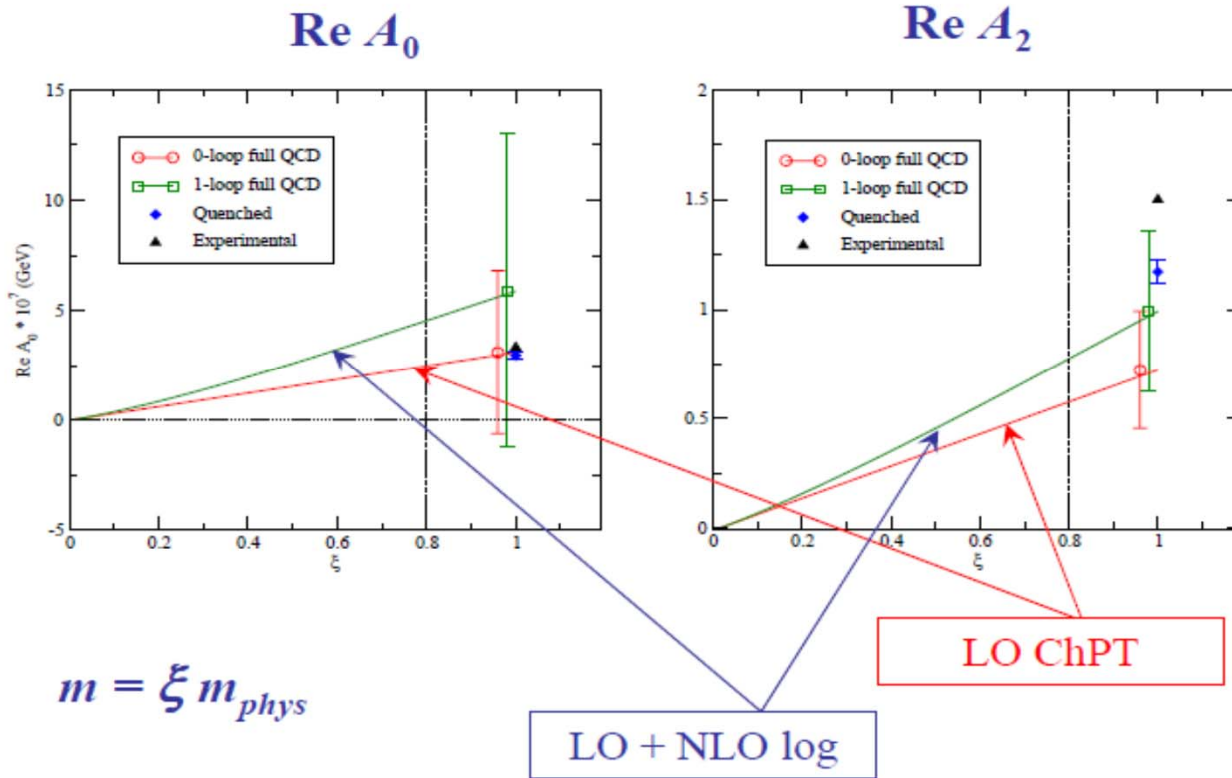 Re A₀
Re A₂
15
10
5
0
-5
Re A₀ * 10⁷ (GeV)
0-loop full QCD
1-loop full QCD
Quenched
Experimental
0
0.2
0.4
0.6
0.8
1
ξ
2
1.5
1
0.5
0
0-loop full QCD
1-loop full QCD
Quenched
Experimental
0
0.2
0.4
0.6
0.8
1
ξ
LO ChPT
m = ξ m_phys
LO + NLO log